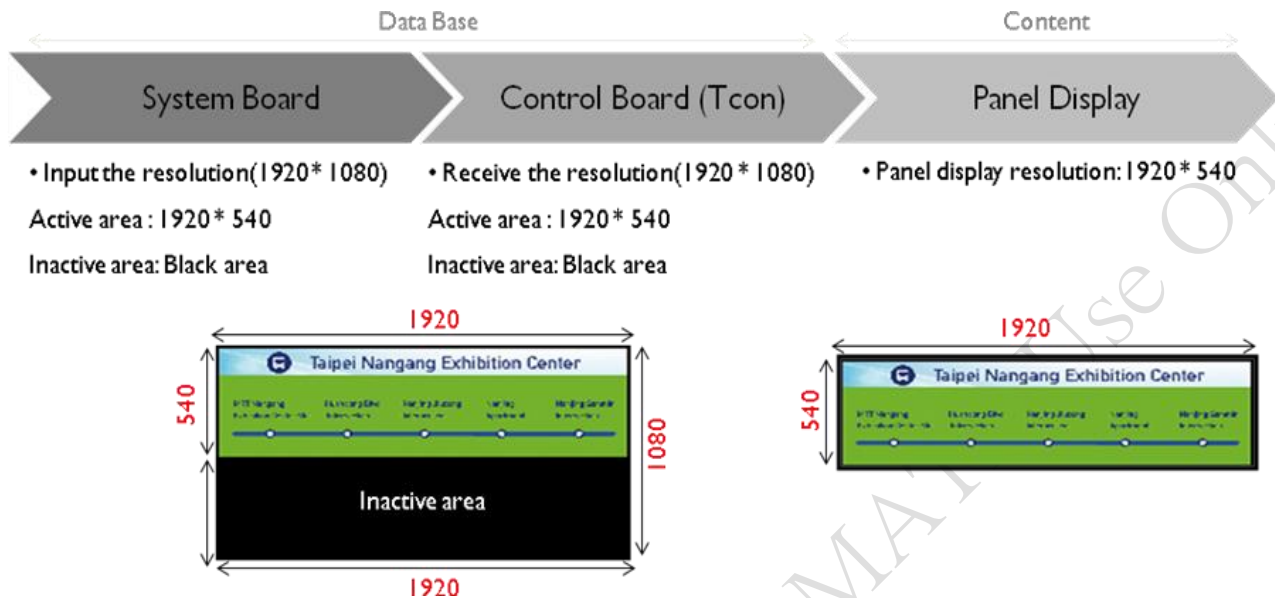 Data Base
Content
System Board
Control Board (Tcon)
Panel Display
• Input the resolution(1920* 1080)
Active area : 1920 * 540
Inactive area: Black area
• Receive the resolution(1920* 1080)
Active area : 1920 * 540
Inactive area: Black area
• Panel display resolution: 1920 * 540
1920
Taipei Nangang Exhibition Center
540
1080
Inactive area
1920
1920
Taipei Nangang Exhibition Center
540
Use